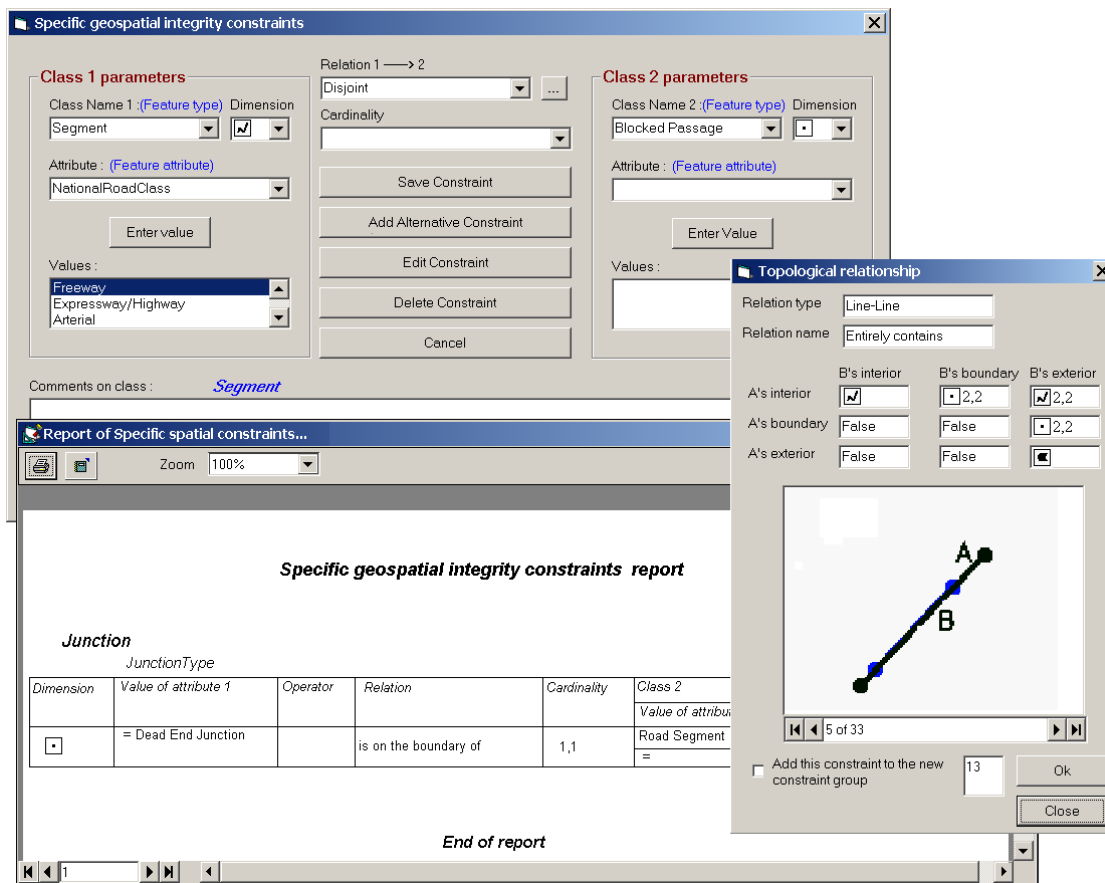 Specific geospatial integrity constraints
Class 1 parameters
Class Name 1 :(Feature type) Dimension
Segment
Attribute : (Feature attribute)
NationalRoadClass
Enter value
Values :
Freeway
Expressway/Highway
Arterial
Relation 1 ---> 2
Disjoint
...
Cardinality
Save Constraint
Add Alternative Constraint
Edit Constraint
Delete Constraint
Cancel
Class 2 parameters
Class Name 2 :(Feature type) Dimension
Blocked Passage
Attribute : (Feature attribute)
Enter Value
Values :
Comments on class : Segment
Topological relationship
Relation type Line-Line
Relation name Entirely contains
B's interior B's boundary B's exterior
A's interior 2,2 2,2
A's boundary False False 2,2
A's exterior False False
A
B
5 of 33
Add this constraint to the new
constraint group
13
Ok
Close
Report of Specific spatial constraints...
Zoom 100%
Specific geospatial integrity constraints report
Junction
JunctionType
Dimension Value of attribute 1 Operator Relation Cardinality Class 2
Value of attribu
= Dead End Junction is on the boundary of 1,1 Road Segment
=
End of report
1